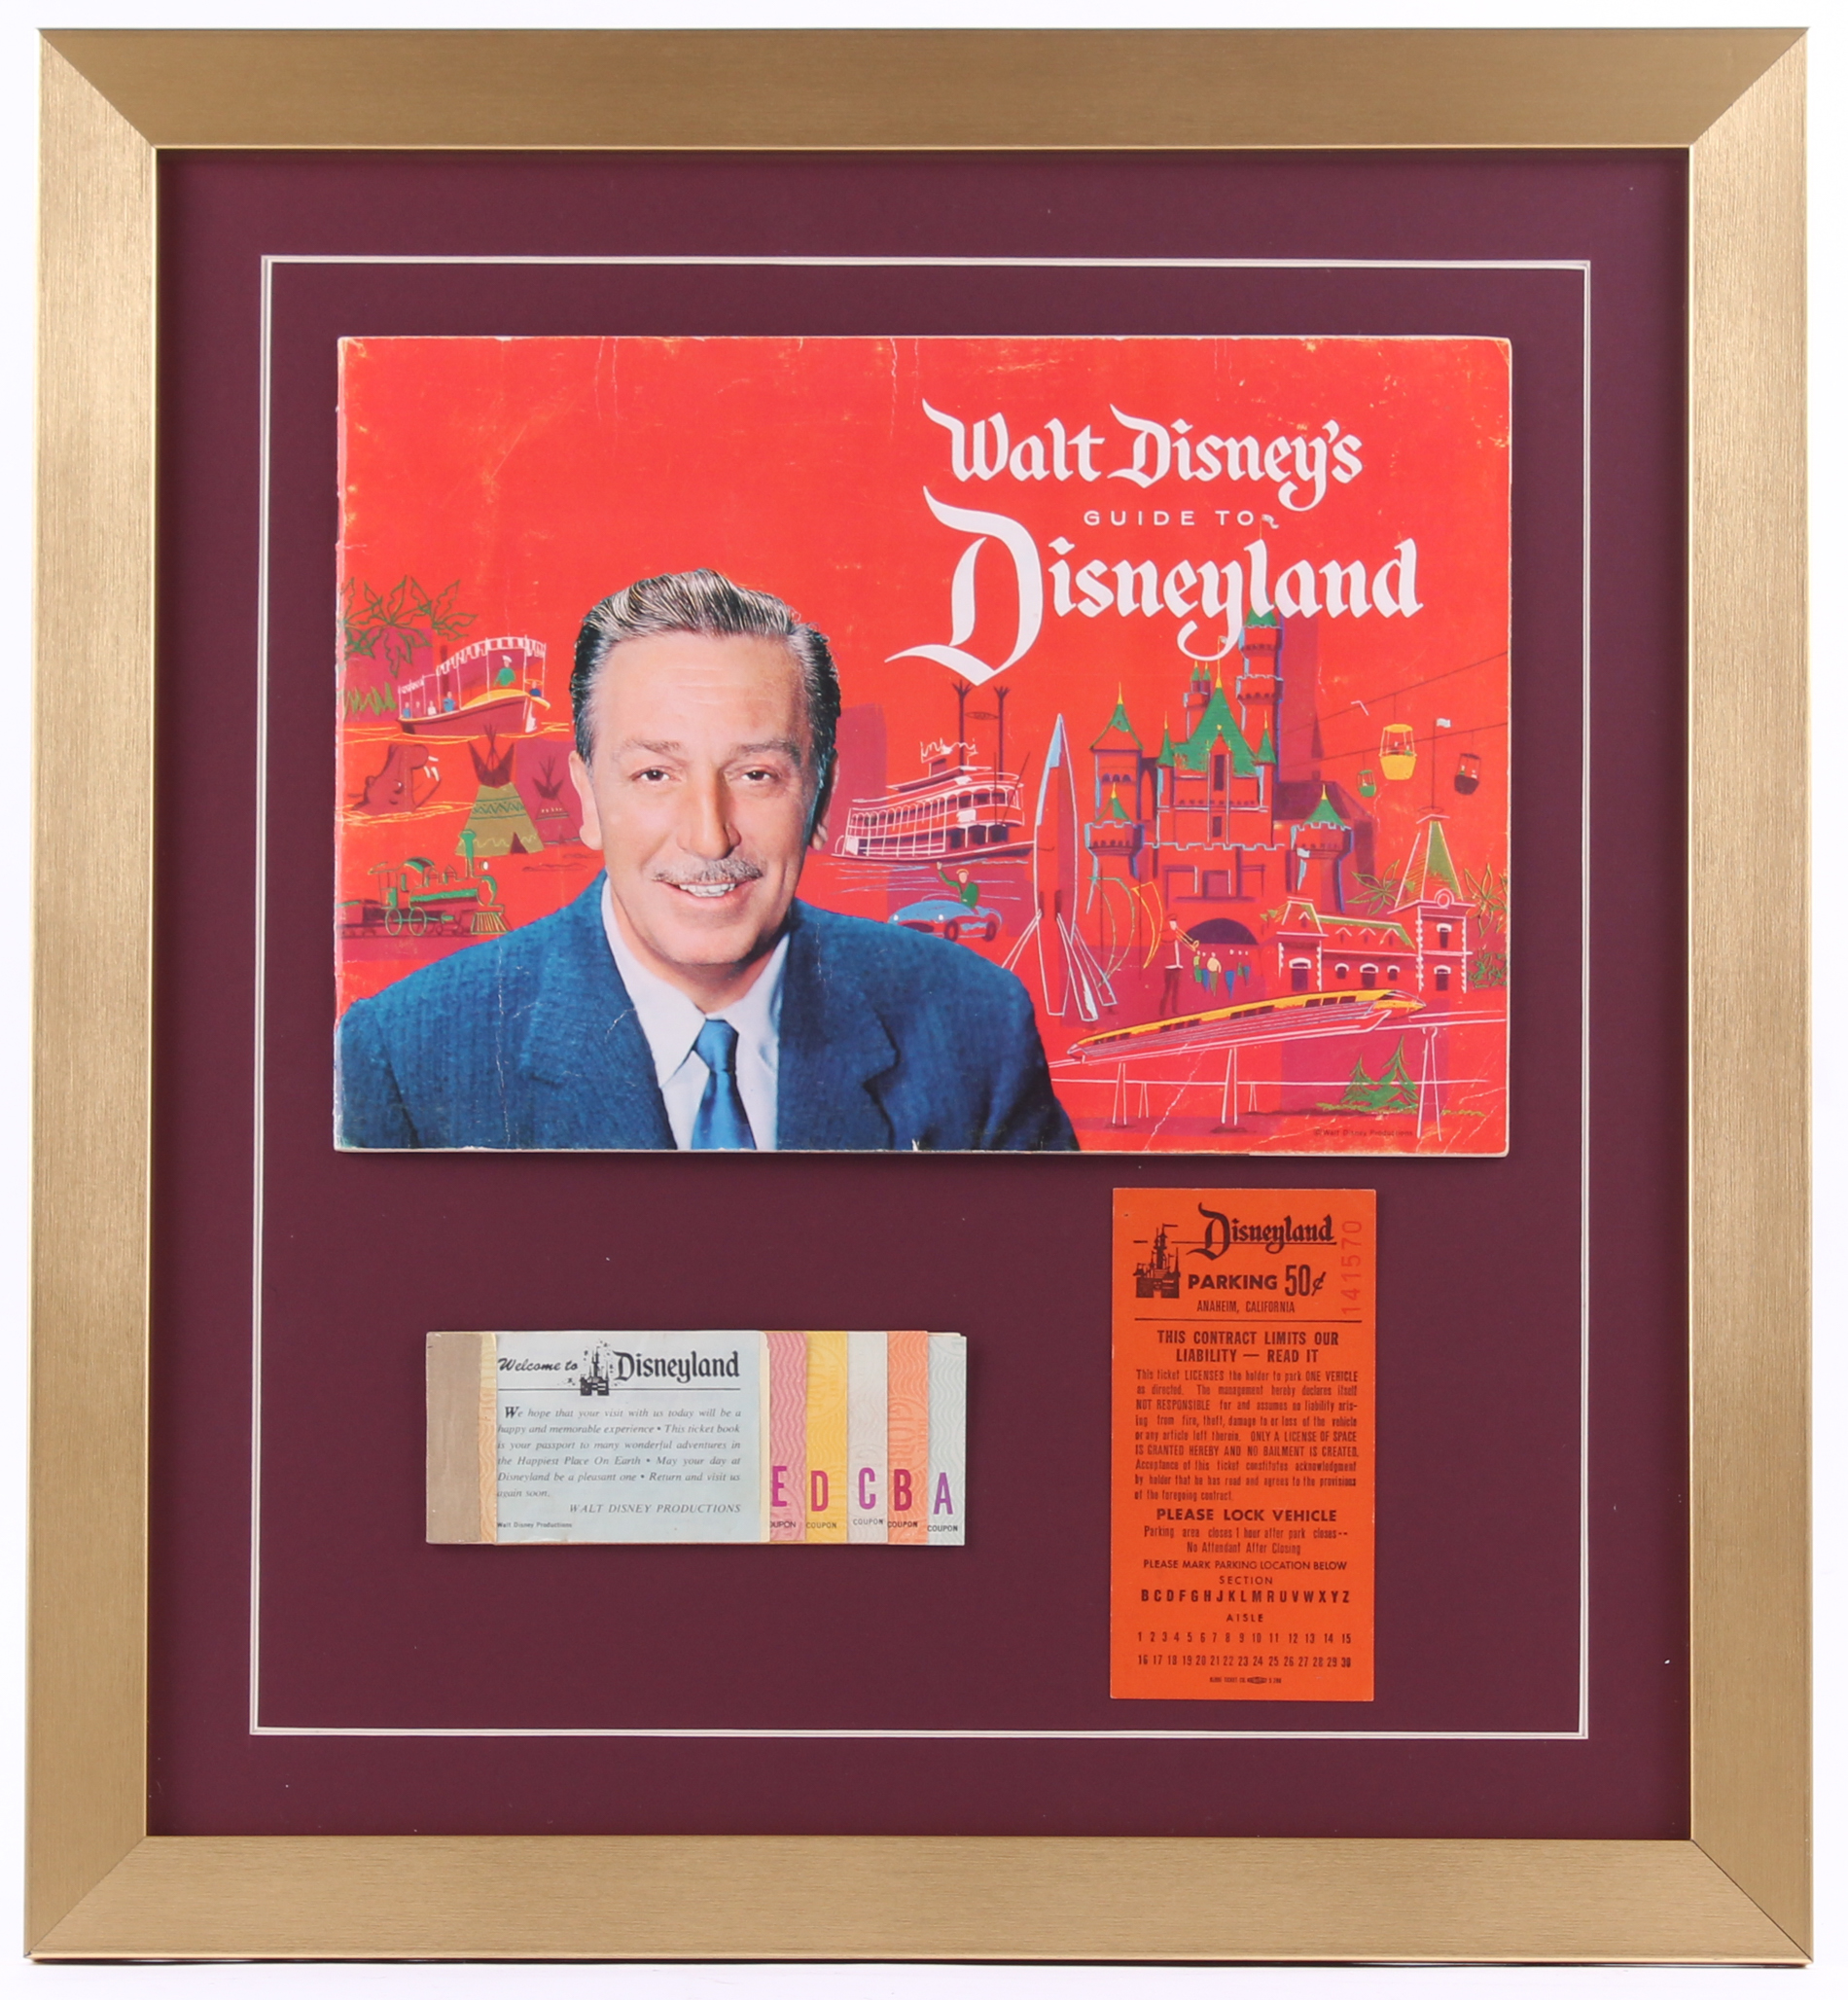 Walt Disney's
GUIDE TO
Disneyland
© Walt Disney Productions
Welcome to Disneyland
We hope that your visit with us today will be a
happy and memorable experience • This ticket book
is your passport to many wonderful adventures in
the Happiest Place On Earth • May your day at
Disneyland be a pleasant one • Return and visit us
again soon.
WALT DISNEY PRODUCTIONS
Walt Disney Productions
E D C B A
COUPON COUPON COUPON COUPON COUPON
Disneyland
141570
PARKING 50¢
ANAHEIM, CALIFORNIA
THIS CONTRACT LIMITS OUR
LIABILITY — READ IT
This ticket LICENSES the holder to park ONE VEHICLE
as directed. The management hereby declares itself
NOT RESPONSIBLE for and assumes no liability aris-
ing from fire, theft, damage to or loss of the vehicle
or any article left therein. ONLY A LICENSE OF SPACE
IS GRANTED HEREBY AND NO BAILMENT IS CREATED.
Acceptance of this ticket constitutes acknowledgment
by holder that he has read and agrees to the provisions
of the foregoing contract.
PLEASE LOCK VEHICLE
Parking area closes 1 hour after park closes--
No Attendant After Closing
PLEASE MARK PARKING LOCATION BELOW
SECTION
B C D F G H J K L M R U V W X Y Z
AISLE
1 2 3 4 5 6 7 8 9 10 11 12 13 14 15
16 17 18 19 20 21 22 23 24 25 26 27 28 29 30